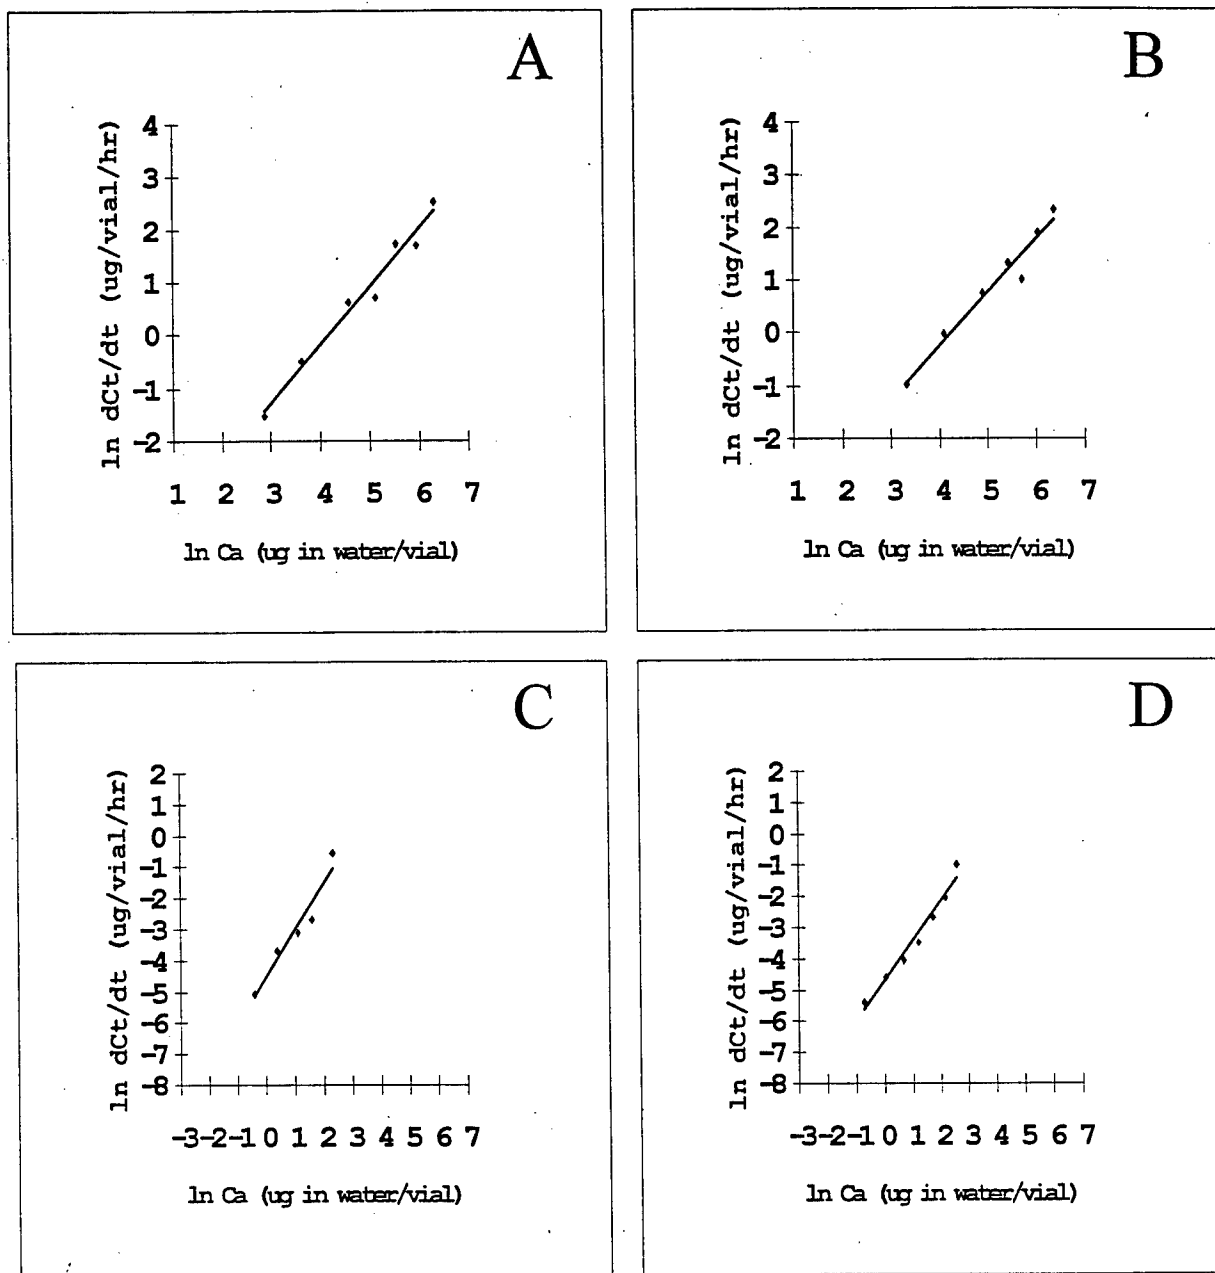 A
ln dCt/dt (ug/vial/hr)
4
3
2
1
0
-1
-2
1 2 3 4 5 6 7
ln Ca (ug in water/vial)
B
ln dCt/dt (ug/vial/hr)
4
3
2
1
0
-1
-2
1 2 3 4 5 6 7
ln Ca (ug in water/vial)
C
ln dCt/dt (ug/vial/hr)
2
1
0
-1
-2
-3
-4
-5
-6
-7
-8
-3 -2 -1 0 1 2 3 4 5 6 7
ln Ca (ug in water/vial)
D
ln dCt/dt (ug/vial/hr)
2
1
0
-1
-2
-3
-4
-5
-6
-7
-8
-3 -2 -1 0 1 2 3 4 5 6 7
ln Ca (ug in water/vial)